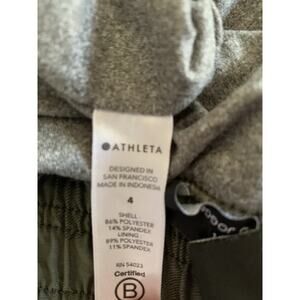 ATHLETA
DESIGNED IN
SAN FRANCISCO
MADE IN INDONESIA
4
SHELL
86% POLYESTER
14% SPANDEX
LINING
89% POLYESTER
11% SPANDEX
RN 54023
Certified
B